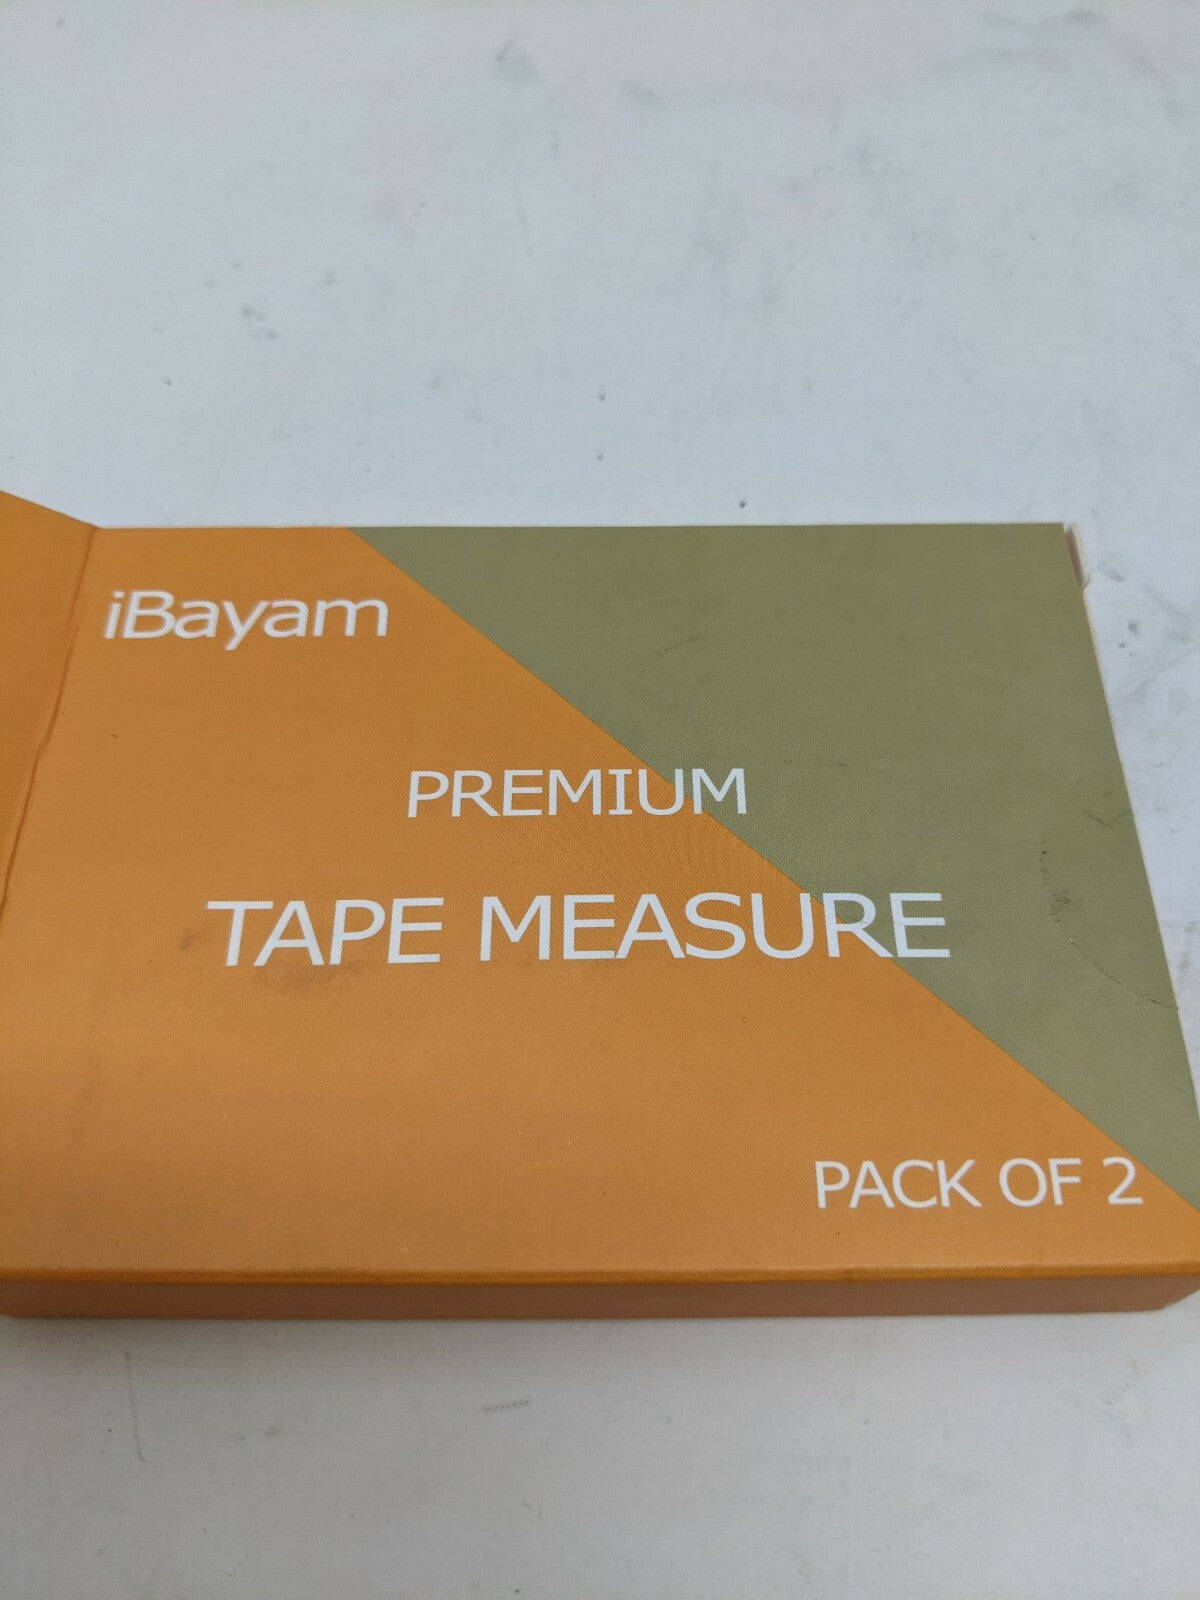 iBayam
PREMIUM
TAPE MEASURE
PACK OF 2